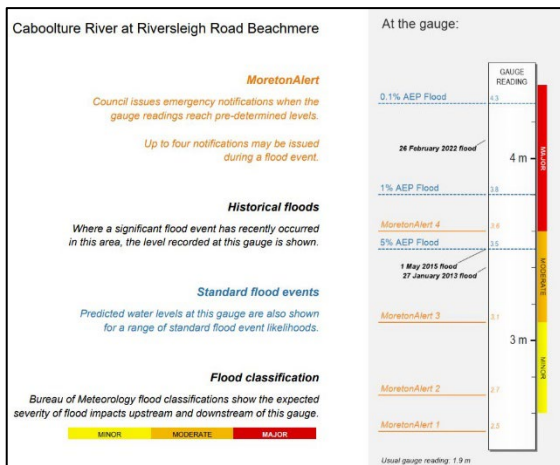 Caboolture River at Riversleigh Road Beachmere
MoretonAlert
Council issues emergency notifications when the
gauge readings reach pre-determined levels.
Up to four notifications may be issued
during a flood event.
Historical floods
Where a significant flood event has recently occurred
in this area, the level recorded at this gauge is shown.
Standard flood events
Predicted water levels at this gauge are also shown
for a range of standard flood event likelihoods.
Flood classification
Bureau of Meteorology flood classifications show the expected
severity of flood impacts upstream and downstream of this gauge.
MINOR MODERATE MAJOR
At the gauge:
GAUGE
READING
0.1% AEP Flood 4.3
26 February 2022 flood
4 m
1% AEP Flood 3.8
MoretonAlert 4 3.6
5% AEP Flood 3.5
1 May 2015 flood
27 January 2013 flood
MoretonAlert 3 3.1
3 m
MoretonAlert 2 2.7
MoretonAlert 1
MAJOR
MODERATE
MINOR
Usual gauge reading: 1.9 m